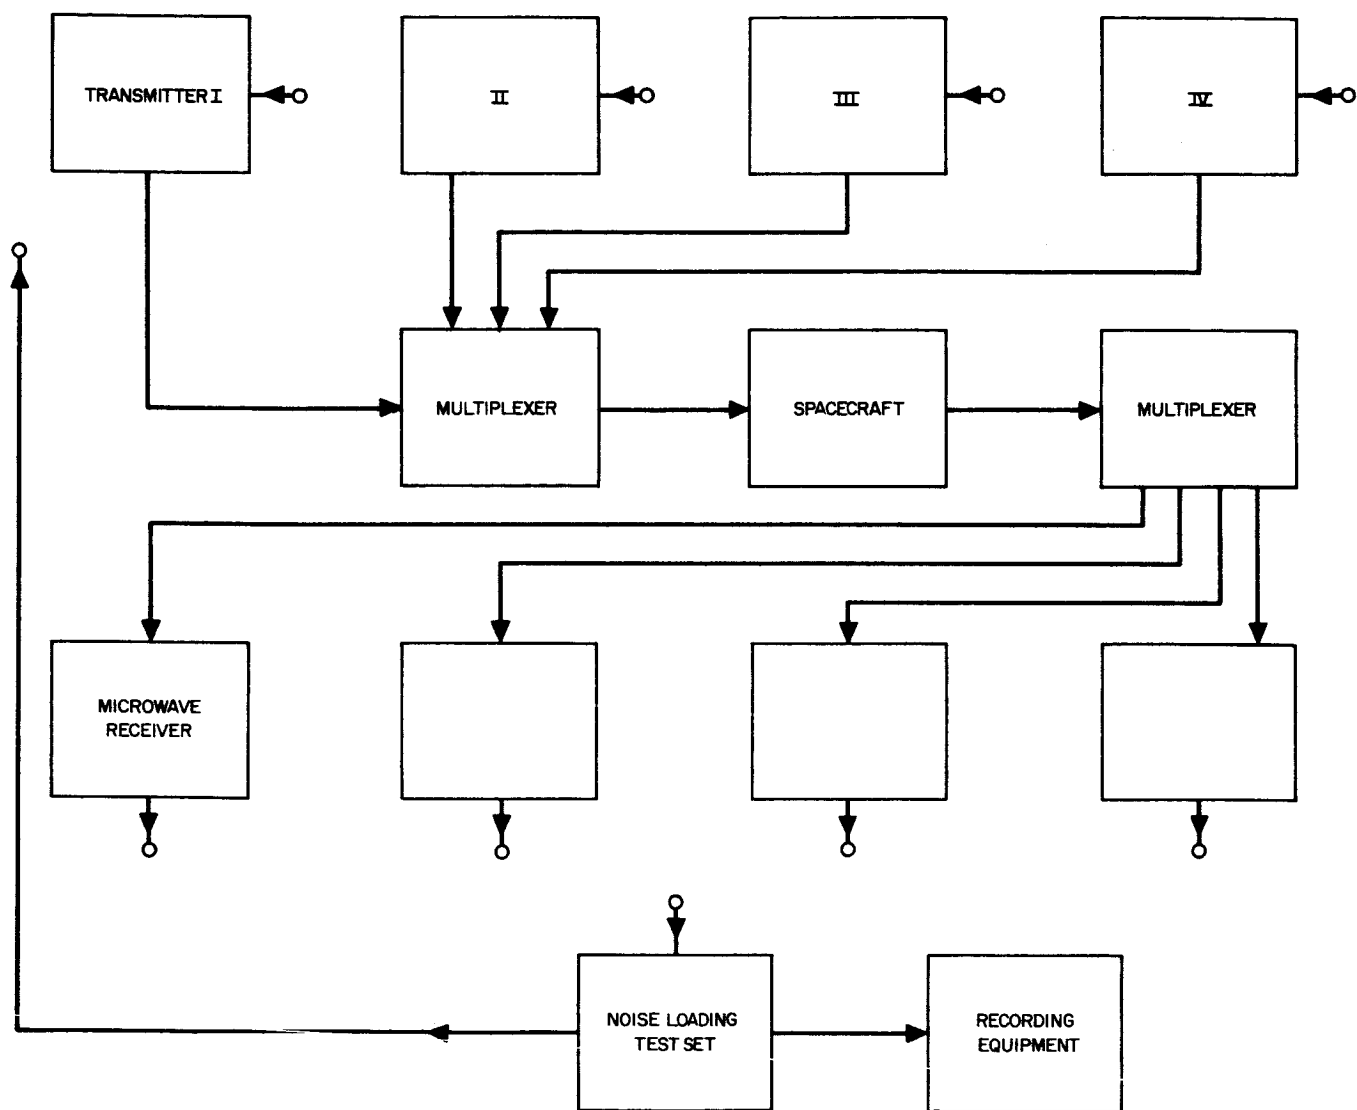 TRANSMITTER I
II
III
IV
MULTIPLEXER
SPACECRAFT
MULTIPLEXER
MICROWAVE
RECEIVER
NOISE LOADING
TEST SET
RECORDING
EQUIPMENT